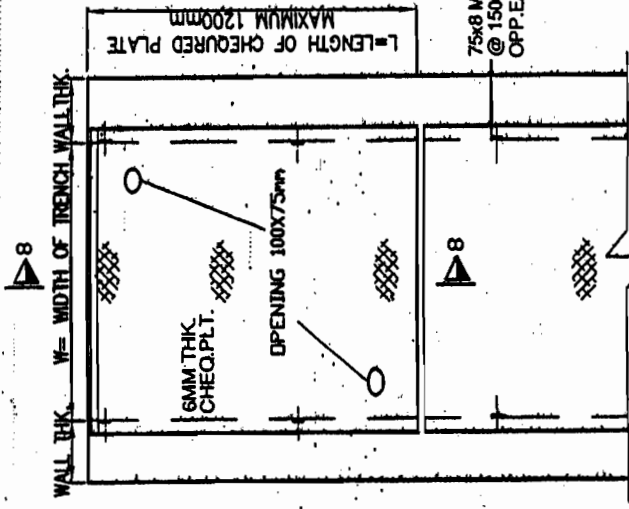 L=LENGTH OF CHEQURED PLATE
MAXIMUM 1200mm
75x8 M
@ 150
OPP.E
WALL THK.
W= WIDTH OF TRENCH
WALL THK.
8
6MM THK.
CHEQ.PLT.
OPENING 100X75mm
8